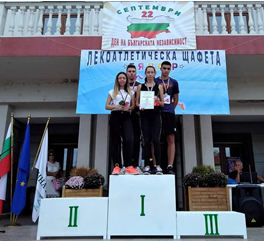 СЕПТЕМВРИ
22
ДЕН НА БЪЛГАРСКАТА НЕЗАВИСИМОСТ
ЛЕКОАТЛЕТИЧЕСКА ЩАФЕТА
II
I
III